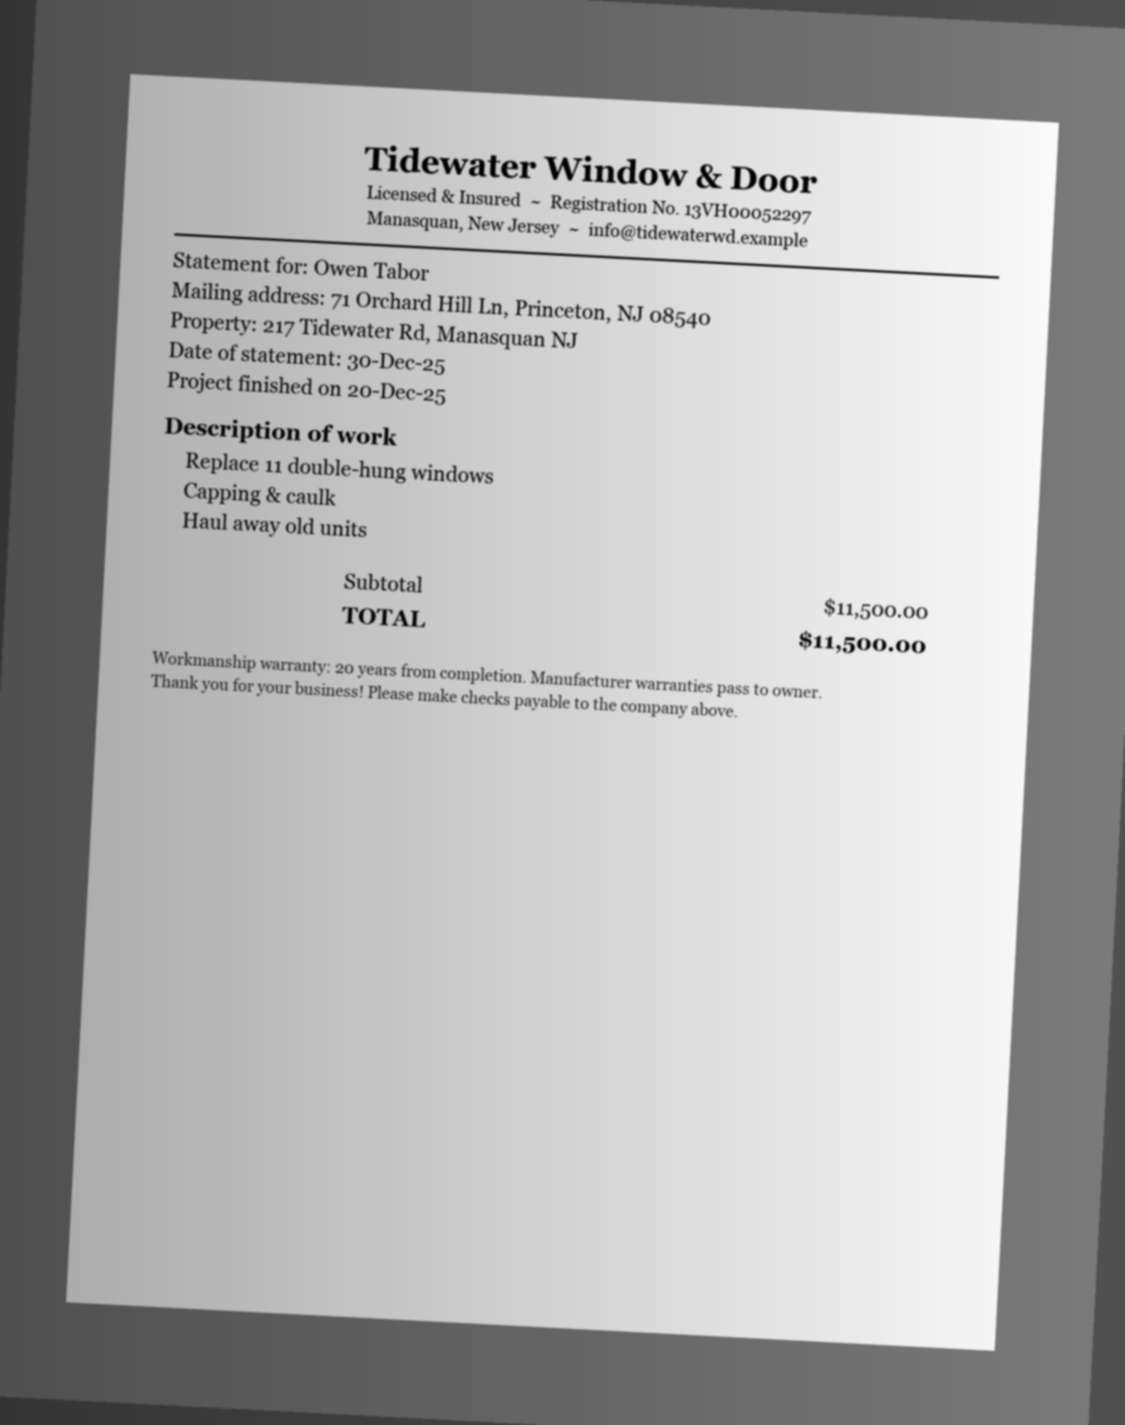 Tidewater Window & Door
Licensed & Insured ~ Registration No. 13VH00052297
Manasquan, New Jersey ~ info@tidewaterwd.example
Statement for: Owen Tabor
Mailing address: 71 Orchard Hill Ln, Princeton, NJ 08540
Property: 217 Tidewater Rd, Manasquan NJ
Date of statement: 30-Dec-25
Project finished on 20-Dec-25
Description of work
Replace 11 double-hung windows
Capping & caulk
Haul away old units
Subtotal $11,500.00
TOTAL $11,500.00
Workmanship warranty: 20 years from completion. Manufacturer warranties pass to owner.
Thank you for your business! Please make checks payable to the company above.